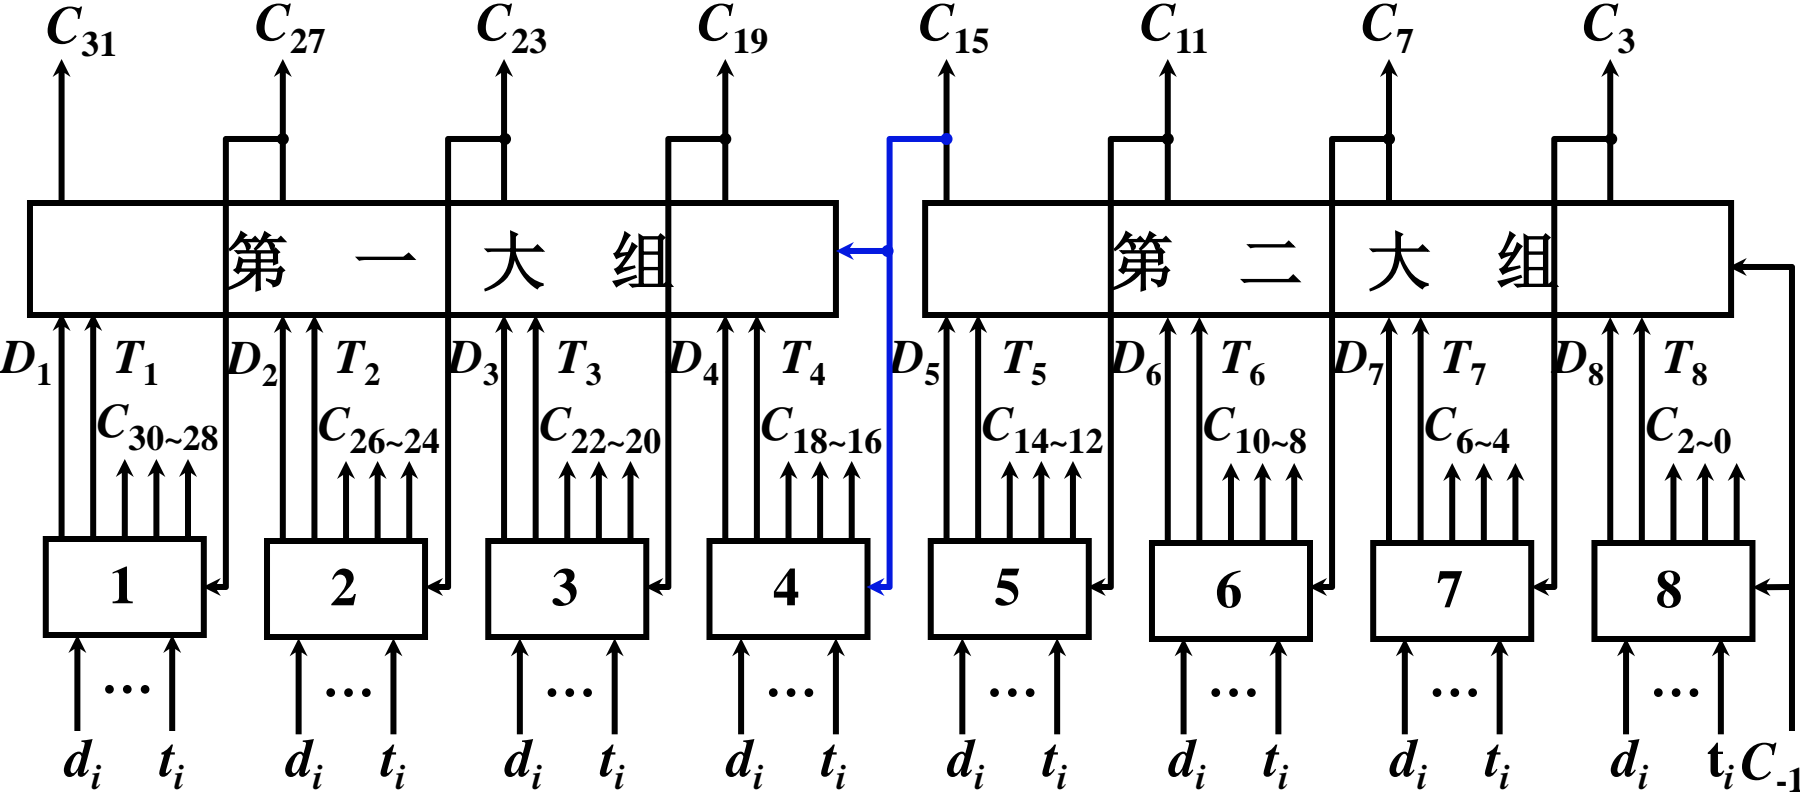 C31 C27 C23 C19 C15 C11 C7 C3
第一大组 第二大组
D1 T1 D2 T2 D3 T3 D4 T4 D5 T5 D6 T6 D7 T7 D8 T8
C30~28 C26~24 C22~20 C18~16 C14~12 C10~8 C6~4 C2~0
1 2 3 4 5 6 7 8
… … … … … … … …
di ti di ti di ti di ti di ti di ti di ti di ti C-1